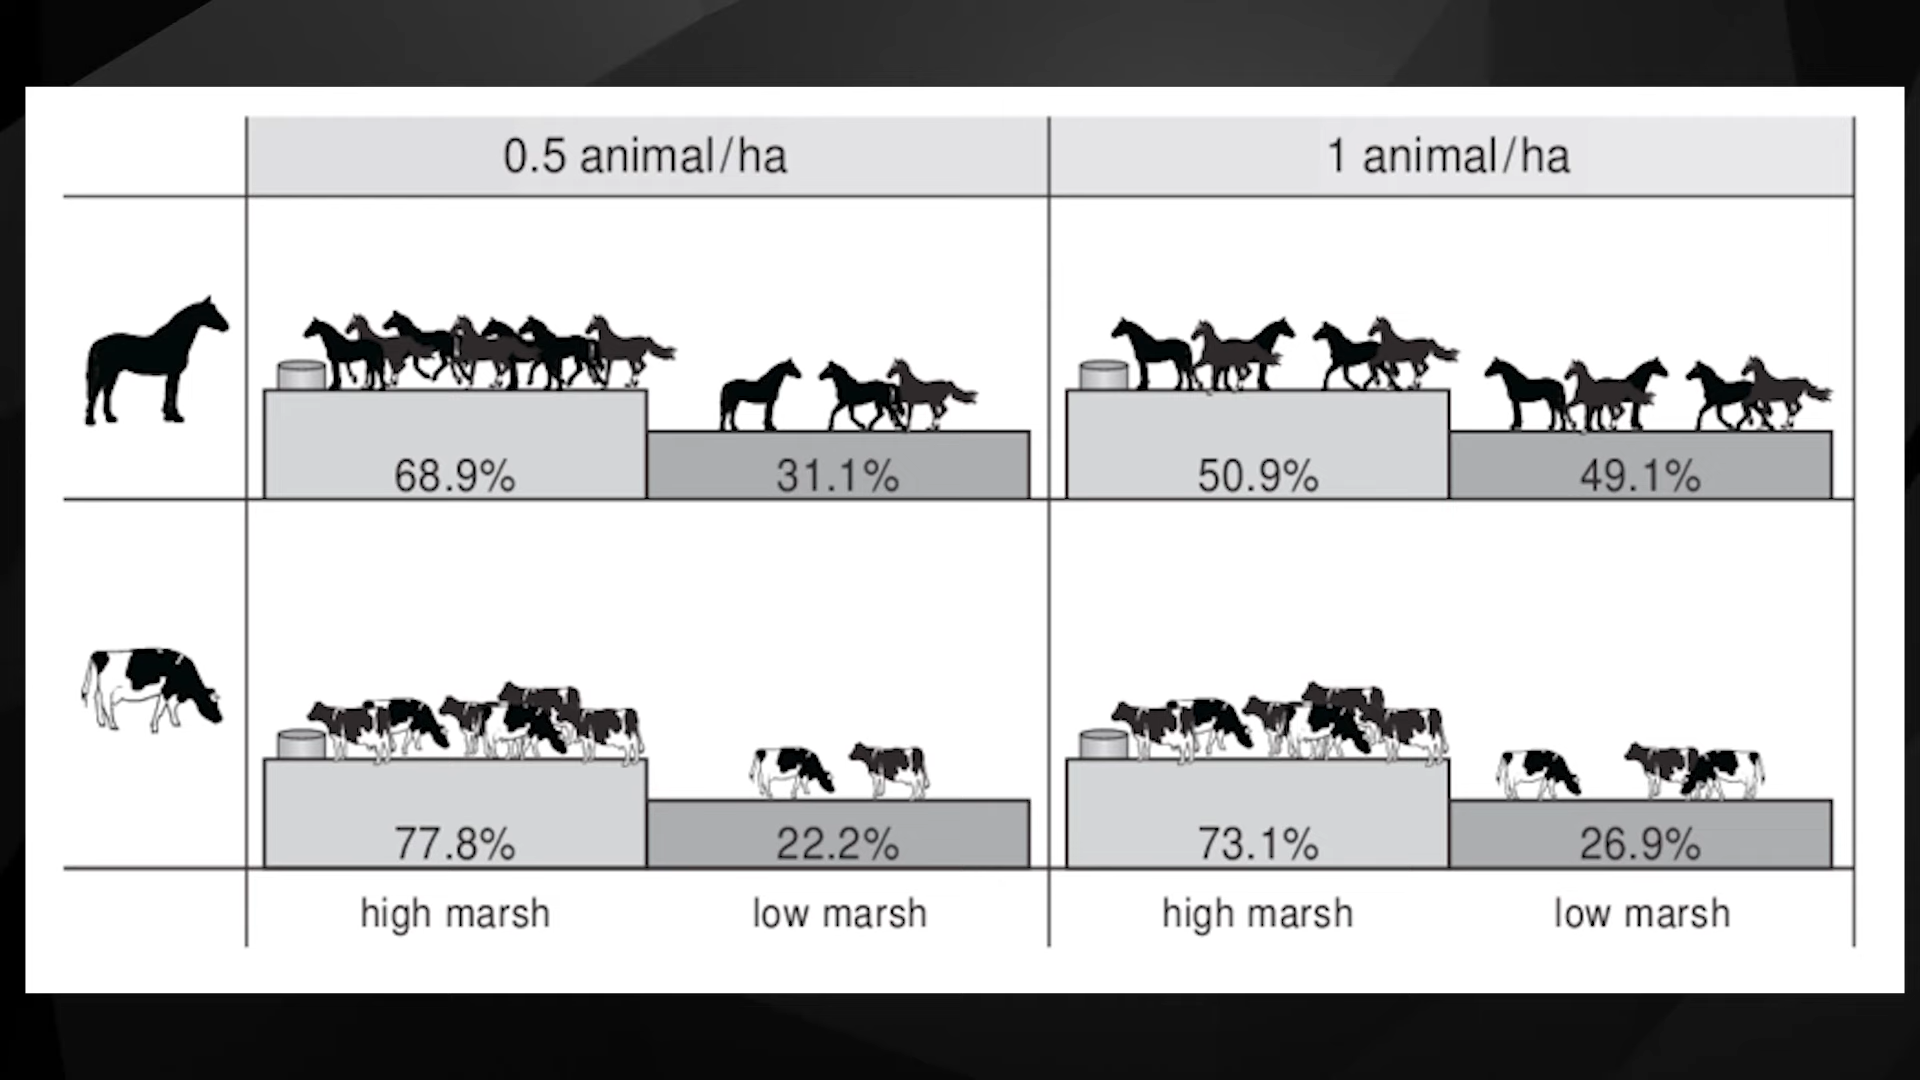 0.5 animal/ha
1 animal/ha
68.9%
31.1%
50.9%
49.1%
77.8%
22.2%
73.1%
26.9%
high marsh
low marsh
high marsh
low marsh